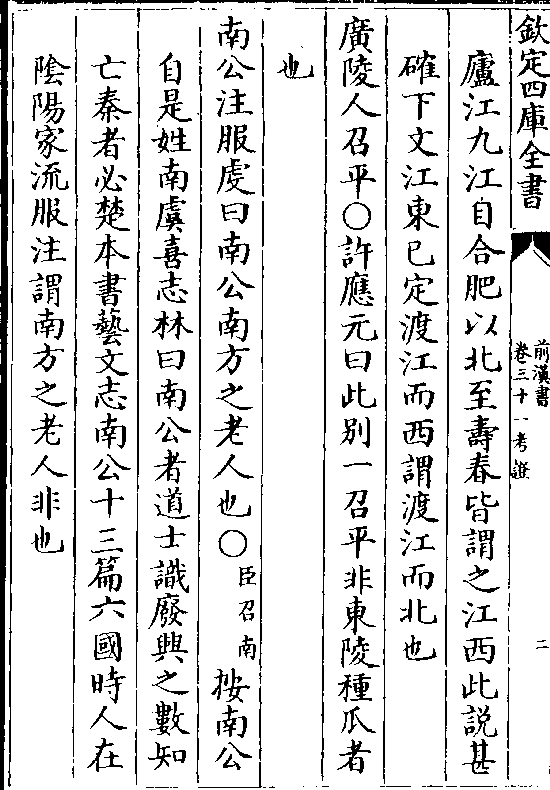 欽定四庫全書
前漢書
卷三十一考證
二
廬江九江自合肥以北至壽春皆謂之江西此說甚
確下文江東已定渡江而西謂渡江而北也
廣陵人召平○許應元曰此別一召平非東陵種瓜者
也
南公注服虔曰南公南方之老人也○臣召南按南公
自是姓南虞喜志林曰南公者道士識廢興之數知
亡秦者必楚本書藝文志南公十三篇六國時人在
陰陽家流服注謂南方之老人非也